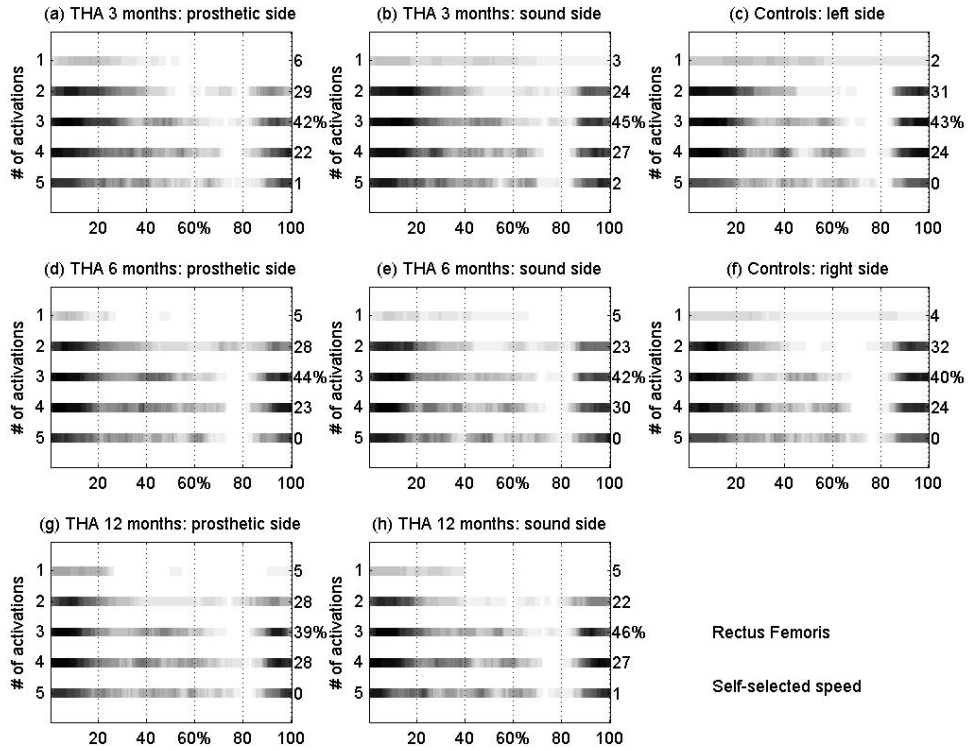 (a) THA 3 months: prosthetic side
# of activations
1 6
2 29
3 42%
4 22
5 1
20 40 60% 80 100
(b) THA 3 months: sound side
# of activations
1 3
2 24
3 45%
4 27
5 2
20 40 60% 80 100
(c) Controls: left side
# of activations
1 2
2 31
3 43%
4 24
5 0
20 40 60% 80 100
(d) THA 6 months: prosthetic side
# of activations
1 5
2 28
3 44%
4 23
5 0
20 40 60% 80 100
(e) THA 6 months: sound side
# of activations
1 5
2 23
3 42%
4 30
5 0
20 40 60% 80 100
(f) Controls: right side
# of activations
1 4
2 32
3 40%
4 24
5 0
20 40 60% 80 100
(g) THA 12 months: prosthetic side
# of activations
1 5
2 28
3 39%
4 28
5 0
20 40 60% 80 100
(h) THA 12 months: sound side
# of activations
1 5
2 22
3 46%
4 27
5 1
20 40 60% 80 100
Rectus Femoris
Self-selected speed